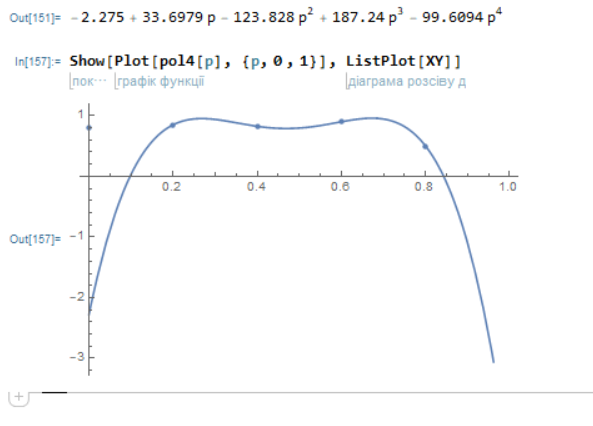 Out[151]= - 2.275 + 33.6979 p - 123.828 p² + 187.24 p³ - 99.6094 p⁴
In[157]:= Show[Plot[pol4[p], {p, 0, 1}], ListPlot[XY]]
пок⋯ графік функції діаграма розсіву д
Out[157]=
1
0.2 0.4 0.6 0.8 1.0
-1
-2
-3
+